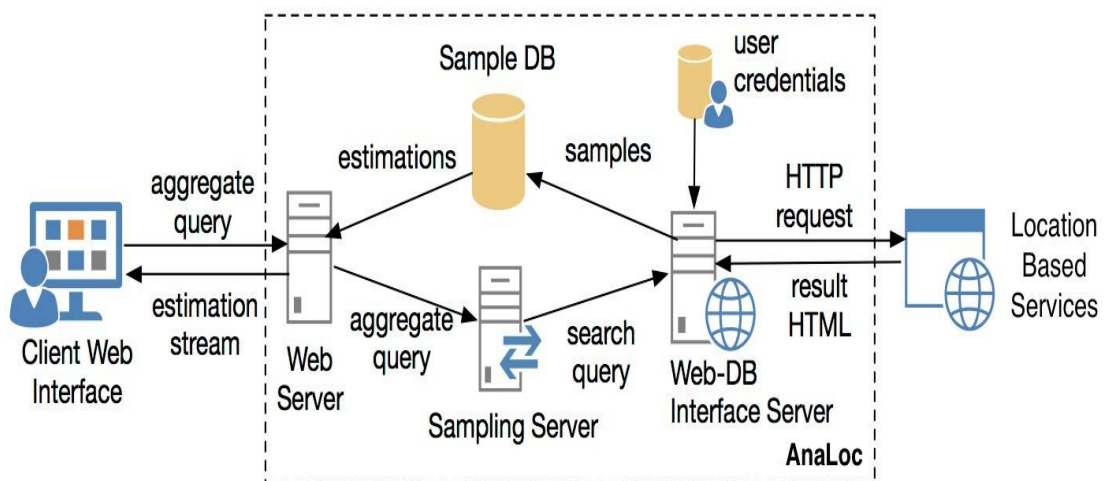 user
credentials
Sample DB
estimations
samples
aggregate
query
HTTP
request
Location
Based
Services
estimation
stream
aggregate
query
search
query
result
HTML
Client Web
Interface
Web
Server
Sampling Server
Web-DB
Interface Server
AnaLoc